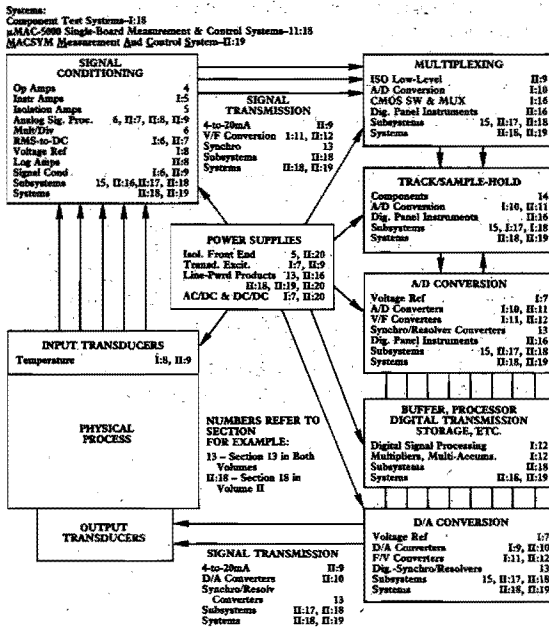 Systems:
Component Test Systems–I:18
μMAC-5000 Single-Board Measurement & Control Systems–11:18
MACSYM Measurement And Control System–II:19
SIGNAL
CONDITIONING
Op Amps 4
Instr Amps I:5
Isolation Amps 5
Analog Sig. Proc. 6, II:7, II:8, II:9
Mult/Div 6
RMS-to-DC I:6, II:7
Voltage Ref I:8
Log Amps II:8
Signal Cond I:6, II:9
Subsystems 15, II:16,II:17, II:18
Systems II:18, II:19
SIGNAL
TRANSMISSION
4-to-20mA II:9
V/F Conversion I:11, II:12
Synchro 13
Subsystems II:18
Systems II:18, II:19
MULTIPLEXING
ISO Low-Level II:9
A/D Conversion I:10
CMOS SW & MUX I:16
Dig. Panel Instruments II:16
Subsystems 15, II:17, II:18
Systems II:18, II:19
TRACK/SAMPLE-HOLD
Components 14
A/D Conversion I:10, II:11
Dig. Panel Instruments II:16
Subsystems 15, I:17, I:18
Systems II:18, II:19
POWER SUPPLIES
Isol. Front End 5, II:20
Transd. Excit. I:7, II:9
Line-Pwrd Products 13, II:16
II:18, II:19, II:20
AC/DC & DC/DC I:7, II:20
A/D CONVERSION
Voltage Ref I:7
A/D Converters I:10, II:11
V/F Converters I:11, II:12
Synchro/Resolver Converters 13
Dig. Panel Instruments II:16
Subsystems 15, II:17, II:18
Systems II:18, II:19
INPUT TRANSDUCERS
Temperature I:8, II:9
PHYSICAL
PROCESS
OUTPUT
TRANSDUCERS
NUMBERS REFER TO
SECTION
FOR EXAMPLE:
13 – Section 13 in Both
Volumes
II:18 – Section 18 in
Volume II
BUFFER, PROCESSOR
DIGITAL TRANSMISSION
STORAGE, ETC.
Digital Signal Processing I:12
Multipliers, Multi-Accums. I:12
Subsystems II:18
Systems II:18, II:19
D/A CONVERSION
Voltage Ref I:7
D/A Converters I:9, II:10
F/V Converters I:11, II:12
Dig.-Synchro/Resolvers 13
Subsystems 15, II:17, II:18
Systems II:18, II:19
SIGNAL TRANSMISSION
4-to-20mA II:9
D/A Converters II:10
Synchro/Resolv
Converters 13
Subsystems II:17, II:18
Systems II:18, II:19